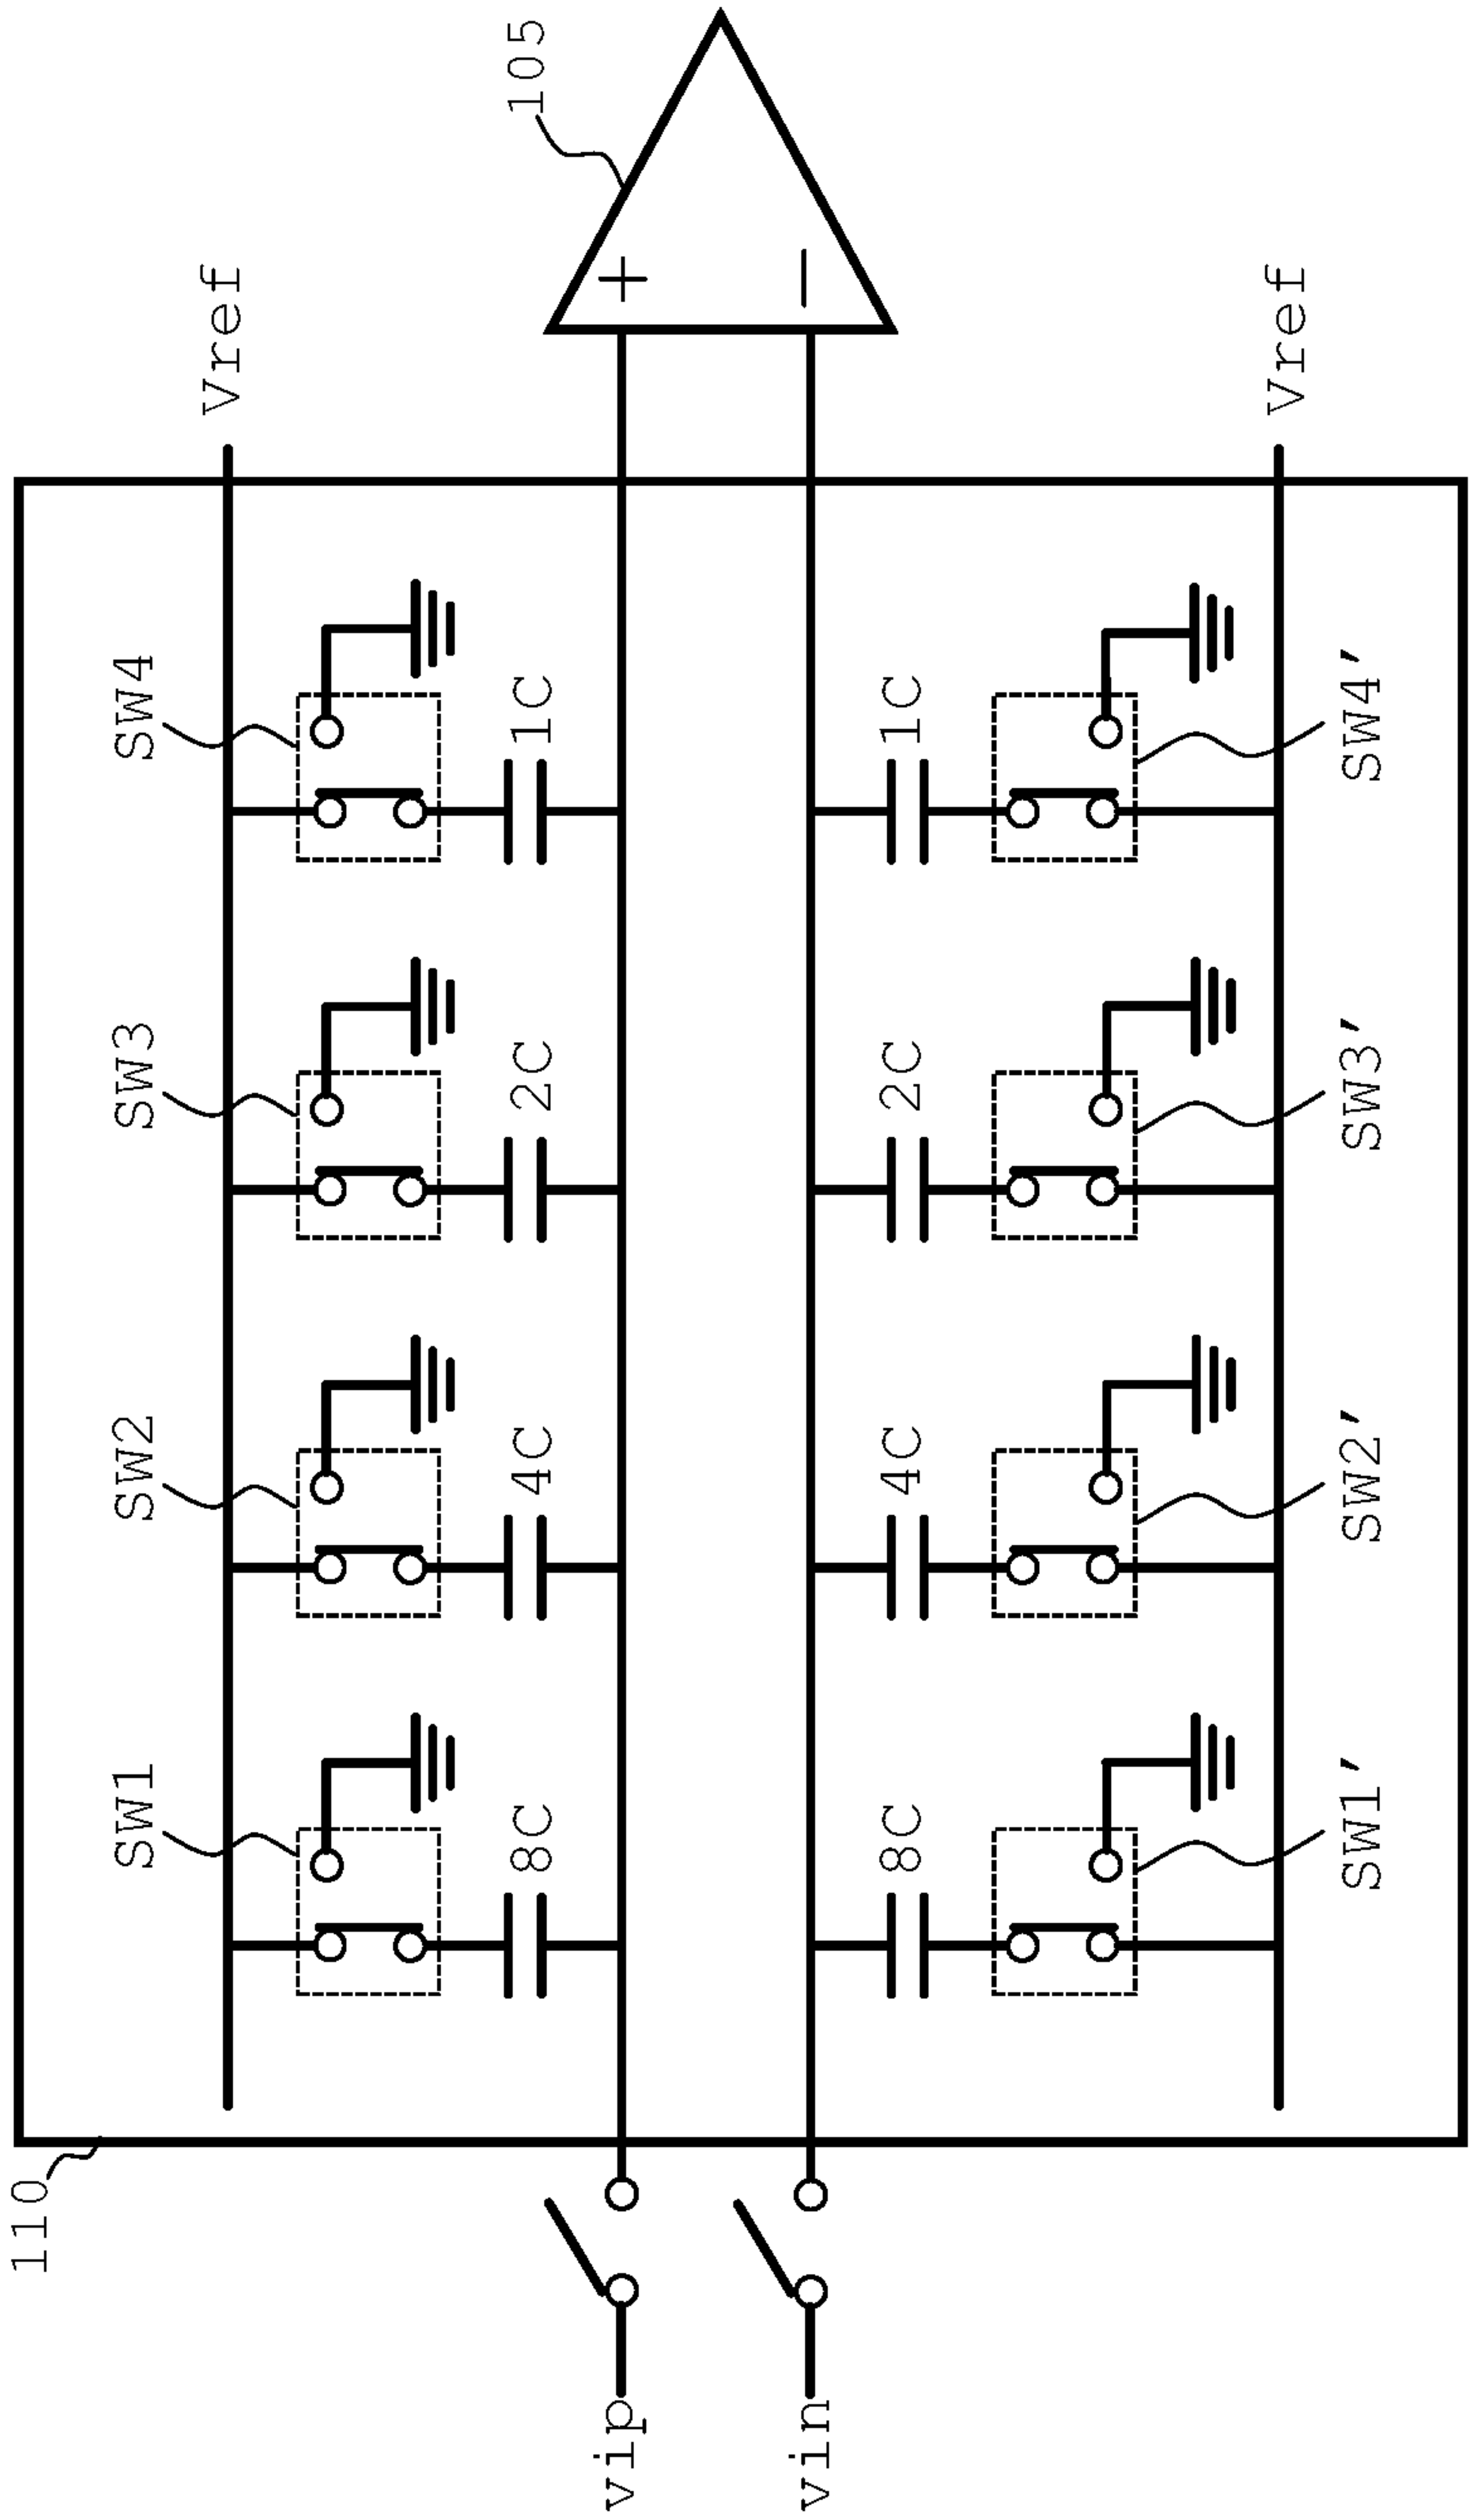 110
SW1
SW2
SW3
SW4
Vref
105
8C
4C
2C
1C
vip
+
vin
−
8C
4C
2C
1C
Vref
SW1'
SW2'
SW3'
SW4'